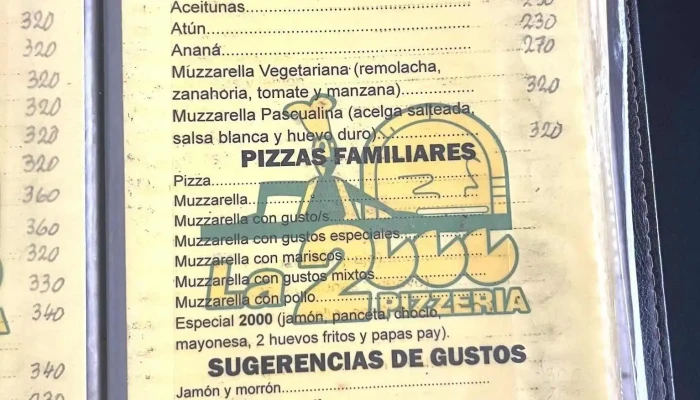 320
320
320
320
320
320
360
360
320
330
340
340
Aceitunas
Atún 230
Ananá 270
Muzzarella Vegetariana (remolacha,
zanahoria, tomate y manzana) 320
Muzzarella Pascualina (acelga salteada,
salsa blanca y huevo duro) 320
PIZZAS FAMILIARES
Pizza
Muzzarella
Muzzarella con gusto/s
Muzzarella con gustos especiales
Muzzarella con mariscos
Muzzarella con gustos mixtos
Muzzarella con pollo
Especial 2000 (jamón, panceta, choclo,
mayonesa, 2 huevos fritos y papas pay).
SUGERENCIAS DE GUSTOS
Jamón y morrón
La 2000
PIZZERIA